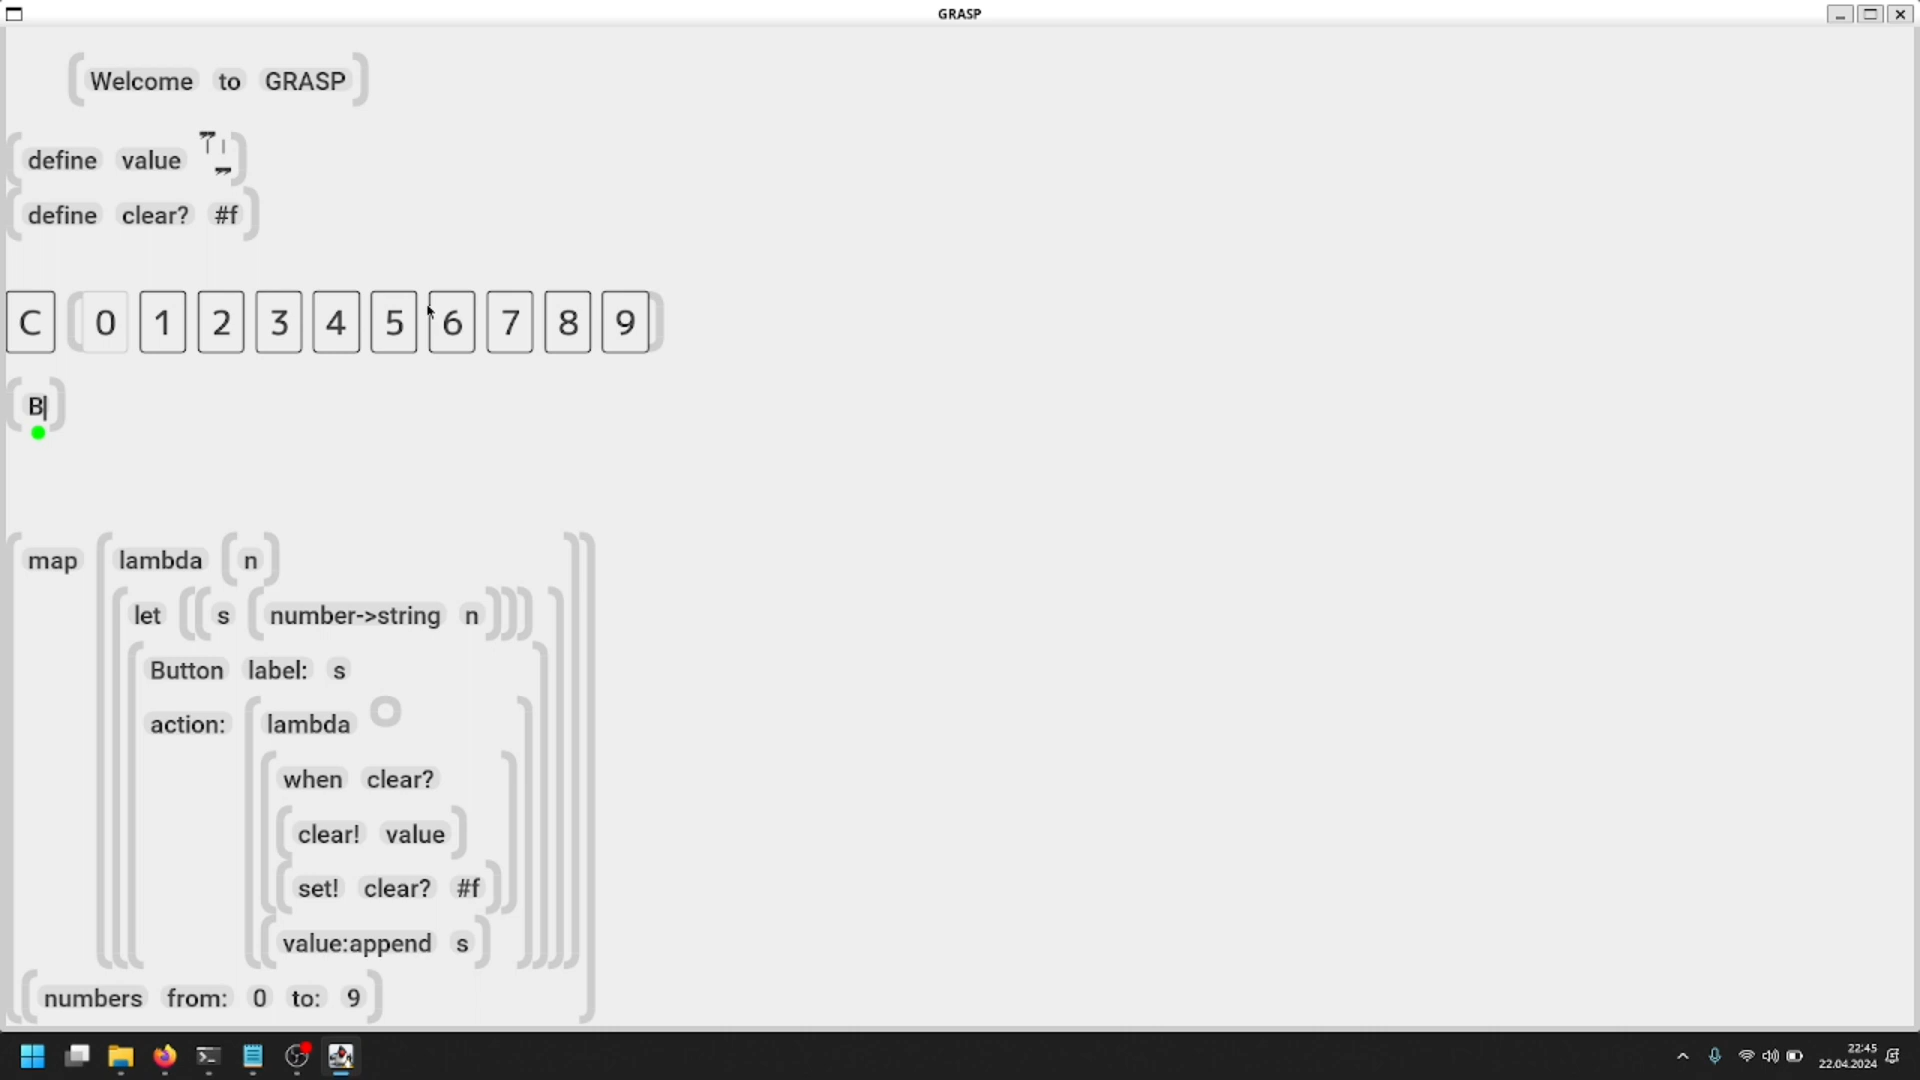 GRASP
Welcome to GRASP
define value
define clear? #f
C 0 1 2 3 4 5 6 7 8 9
B
map lambda n
let s number->string n
Button label: s
action: lambda
when clear?
clear! value
set! clear? #f
value:append s
numbers from: 0 to: 9
22:45
22.04.2024